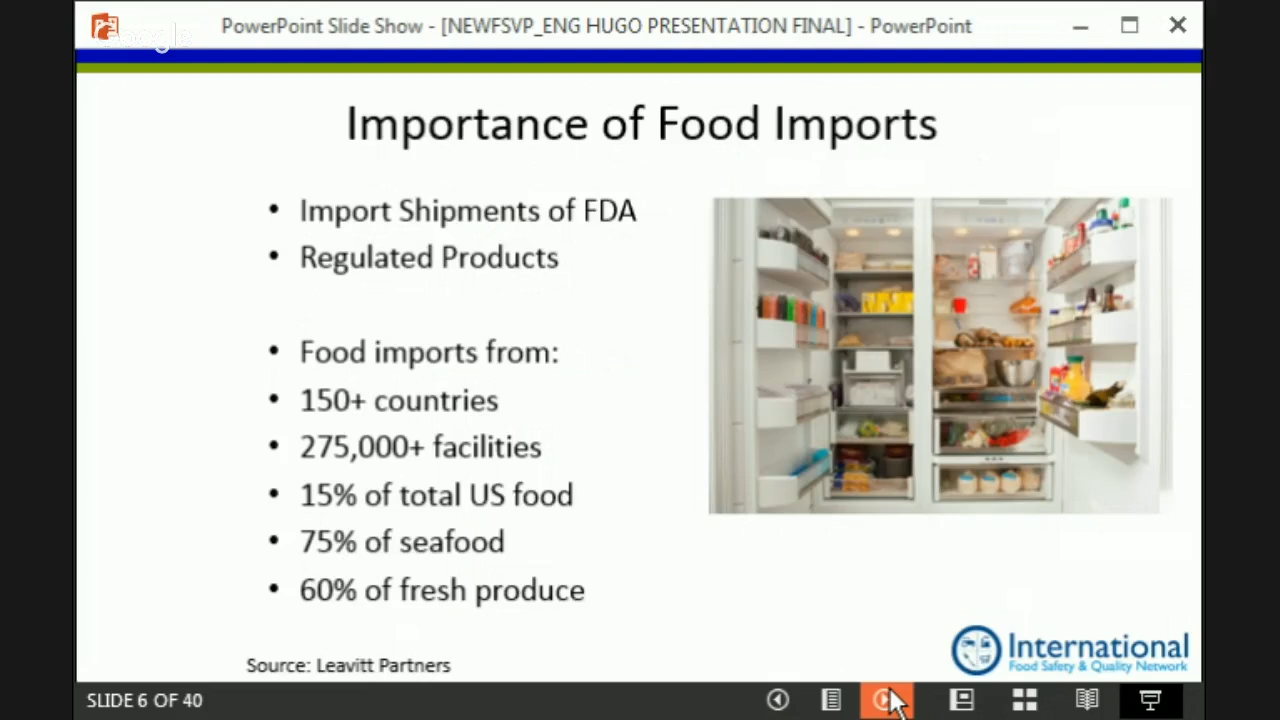 PowerPoint Slide Show - [NEWFSVP_ENG HUGO PRESENTATION FINAL] - PowerPoint
Google
Importance of Food Imports
• Import Shipments of FDA
• Regulated Products
• Food imports from:
• 150+ countries
• 275,000+ facilities
• 15% of total US food
• 75% of seafood
• 60% of fresh produce
Source: Leavitt Partners
International
Food Safety & Quality Network
SLIDE 6 OF 40